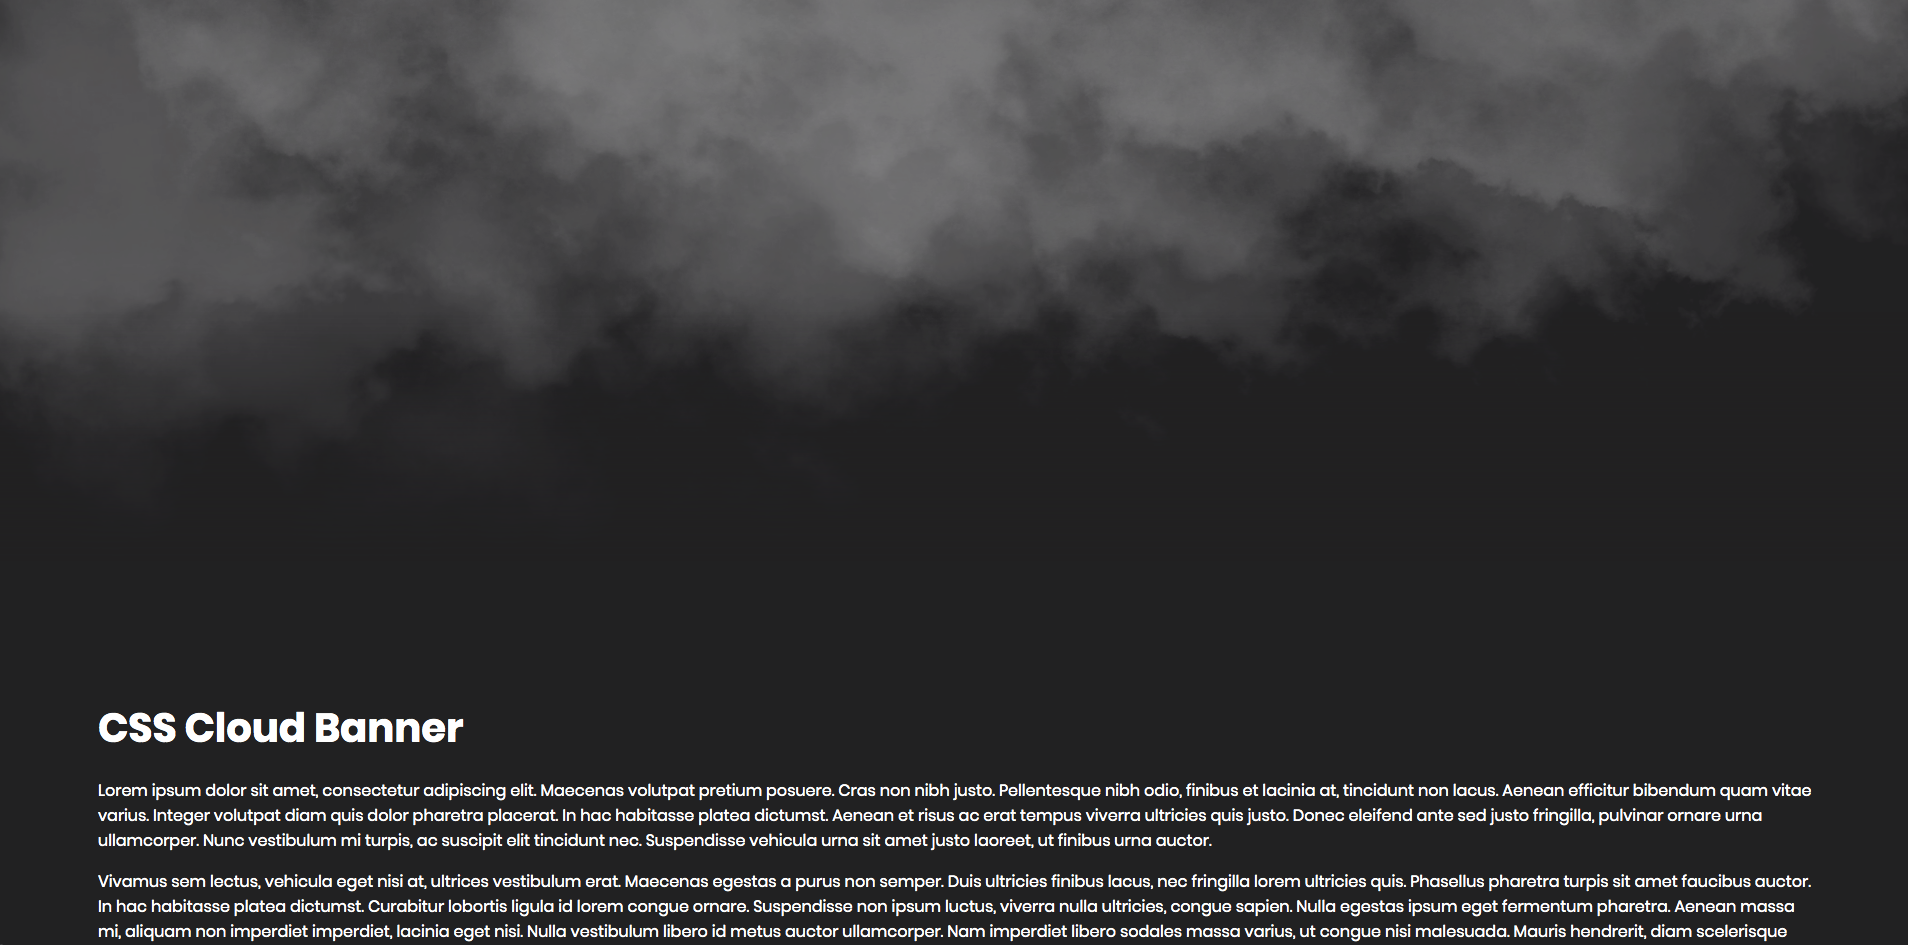 CSS Cloud Banner
Lorem ipsum dolor sit amet, consectetur adipiscing elit. Maecenas volutpat pretium posuere. Cras non nibh justo. Pellentesque nibh odio, finibus et lacinia at, tincidunt non lacus. Aenean efficitur bibendum quam vitae
varius. Integer volutpat diam quis dolor pharetra placerat. In hac habitasse platea dictumst. Aenean et risus ac erat tempus viverra ultricies quis justo. Donec eleifend ante sed justo fringilla, pulvinar ornare urna
ullamcorper. Nunc vestibulum mi turpis, ac suscipit elit tincidunt nec. Suspendisse vehicula urna sit amet justo laoreet, ut finibus urna auctor.
Vivamus sem lectus, vehicula eget nisi at, ultrices vestibulum erat. Maecenas egestas a purus non semper. Duis ultricies finibus lacus, nec fringilla lorem ultricies quis. Phasellus pharetra turpis sit amet faucibus auctor.
In hac habitasse platea dictumst. Curabitur lobortis ligula id lorem congue ornare. Suspendisse non ipsum luctus, viverra nulla ultricies, congue sapien. Nulla egestas ipsum eget fermentum pharetra. Aenean massa
mi, aliquam non imperdiet imperdiet, lacinia eget nisi. Nulla vestibulum libero id metus auctor ullamcorper. Nam imperdiet libero sodales massa varius, ut congue nisi malesuada. Mauris hendrerit, diam scelerisque